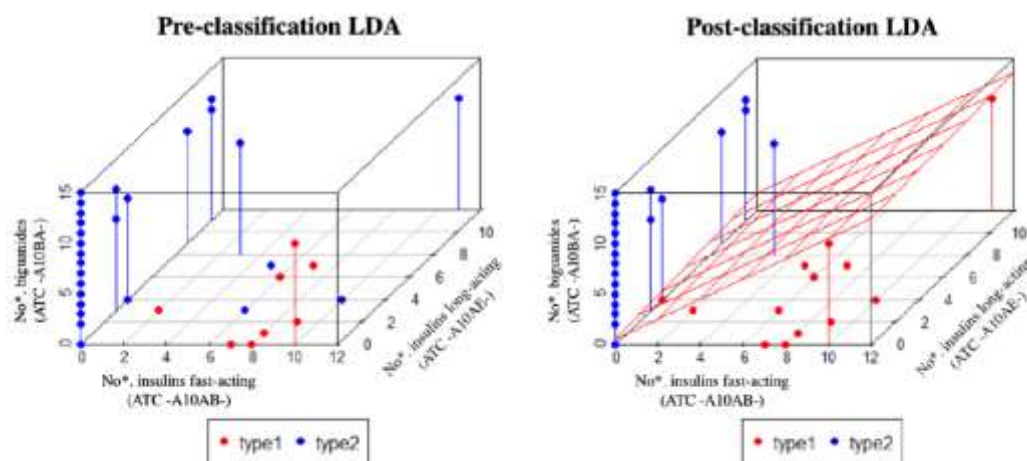 Pre-classification LDA
Post-classification LDA
15
10
5
0
No*. biguanides
(ATC -A10BA-)
0 2 4 6 8 10 12
No*. insulins fast-acting
(ATC -A10AB-)
0 2 4 6 8 10
No*. insulins long-acting
(ATC -A10AE-)
type1 type2
15
10
5
0
No*. biguanides
(ATC -A10BA-)
0 2 4 6 8 10 12
No*. insulins fast-acting
(ATC -A10AB-)
0 2 4 6 8 10
No*. insulins long-acting
(ATC -A10AE-)
type1 type2